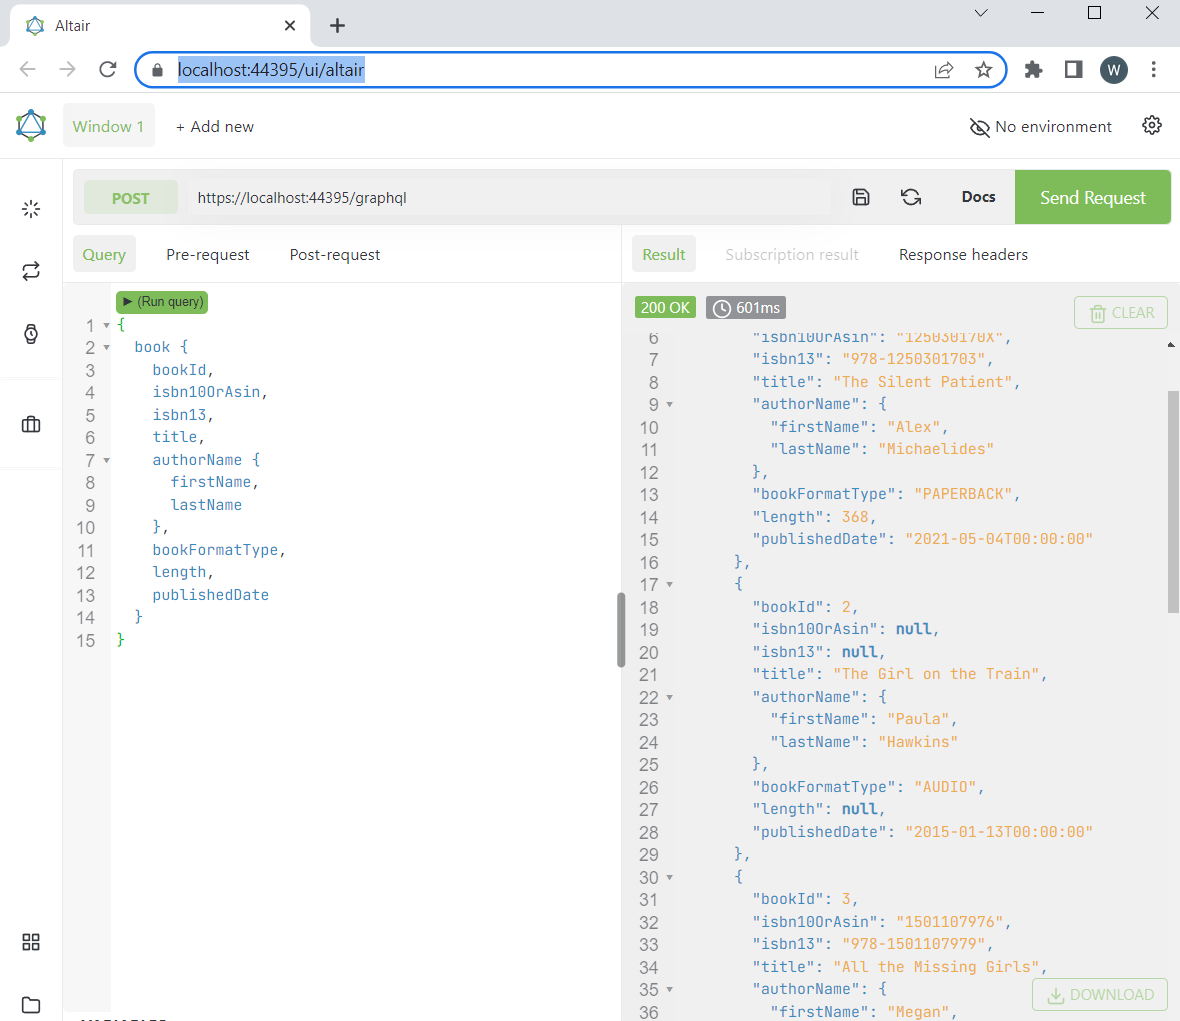 Altair
localhost:44395/ui/altair
W
Window 1
+ Add new
No environment
POST
https://localhost:44395/graphql
Docs
Send Request
Query
Pre-request
Post-request
Result
Subscription result
Response headers
(Run query)
1 {
2 book {
3 bookId,
4 isbn10OrAsin,
5 isbn13,
6 title,
7 authorName {
8 firstName,
9 lastName
10 },
11 bookFormatType,
12 length,
13 publishedDate
14 }
15 }
200 OK
601ms
CLEAR
6 "isbn10OrAsin": "125030170X",
7 "isbn13": "978-1250301703",
8 "title": "The Silent Patient",
9 "authorName": {
10 "firstName": "Alex",
11 "lastName": "Michaelides"
12 },
13 "bookFormatType": "PAPERBACK",
14 "length": 368,
15 "publishedDate": "2021-05-04T00:00:00"
16 },
17 {
18 "bookId": 2,
19 "isbn10OrAsin": null,
20 "isbn13": null,
21 "title": "The Girl on the Train",
22 "authorName": {
23 "firstName": "Paula",
24 "lastName": "Hawkins"
25 },
26 "bookFormatType": "AUDIO",
27 "length": null,
28 "publishedDate": "2015-01-13T00:00:00"
29 },
30 {
31 "bookId": 3,
32 "isbn10OrAsin": "1501107976",
33 "isbn13": "978-1501107979",
34 "title": "All the Missing Girls",
35 "authorName": {
36 "firstName": "Megan",
DOWNLOAD